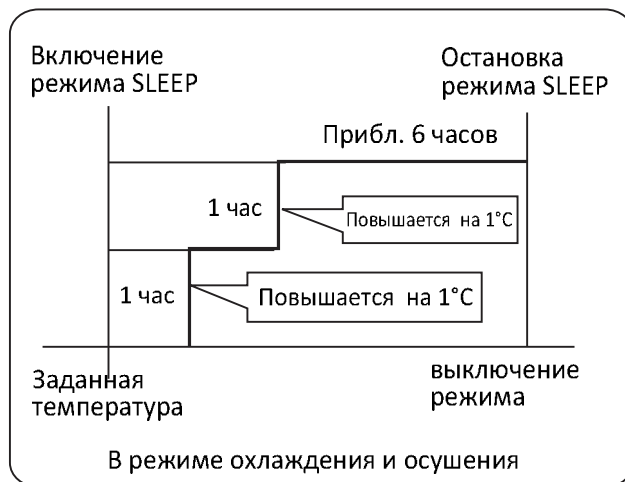 Включение
режима SLEEP
Остановка
режима SLEEP
Прибл. 6 часов
1 час
Повышается на 1°C
1 час
Повышается на 1°C
Заданная
температура
выключение
режима
В режиме охлаждения и осушения